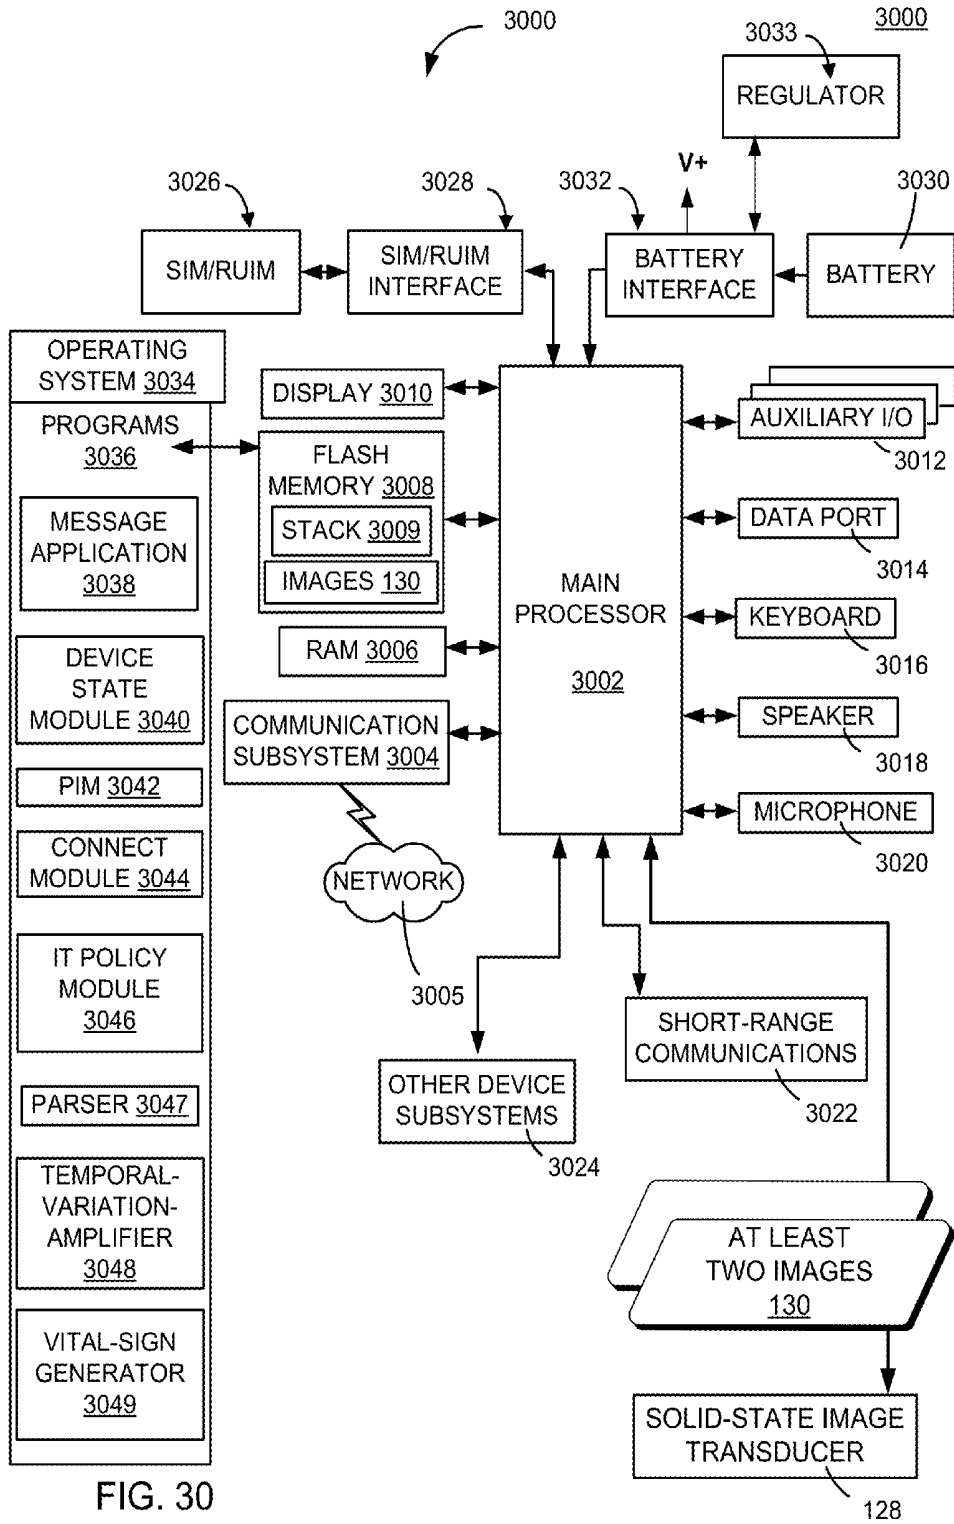 3000
3000
3033
REGULATOR
V+
3026
3028
3032
3030
SIM/RUIM
SIM/RUIM
INTERFACE
BATTERY
INTERFACE
BATTERY
OPERATING
SYSTEM 3034
PROGRAMS
3036
MESSAGE
APPLICATION
3038
DEVICE
STATE
MODULE 3040
PIM 3042
CONNECT
MODULE 3044
IT POLICY
MODULE
3046
PARSER 3047
TEMPORAL-
VARIATION-
AMPLIFIER
3048
VITAL-SIGN
GENERATOR
3049
DISPLAY 3010
FLASH
MEMORY 3008
STACK 3009
IMAGES 130
RAM 3006
COMMUNICATION
SUBSYSTEM 3004
NETWORK
3005
MAIN
PROCESSOR
3002
AUXILIARY I/O
3012
DATA PORT
3014
KEYBOARD
3016
SPEAKER
3018
MICROPHONE
3020
SHORT-RANGE
COMMUNICATIONS
3022
OTHER DEVICE
SUBSYSTEMS
3024
AT LEAST
TWO IMAGES
130
SOLID-STATE IMAGE
TRANSDUCER
128
FIG. 30